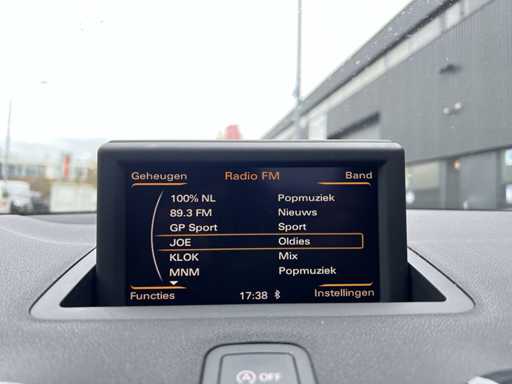 Geheugen Radio FM Band
100% NL Popmuziek
89.3 FM Nieuws
GP Sport Sport
JOE Oldies
KLOK Mix
MNM Popmuziek
Functies 17:38 Instellingen
OFF